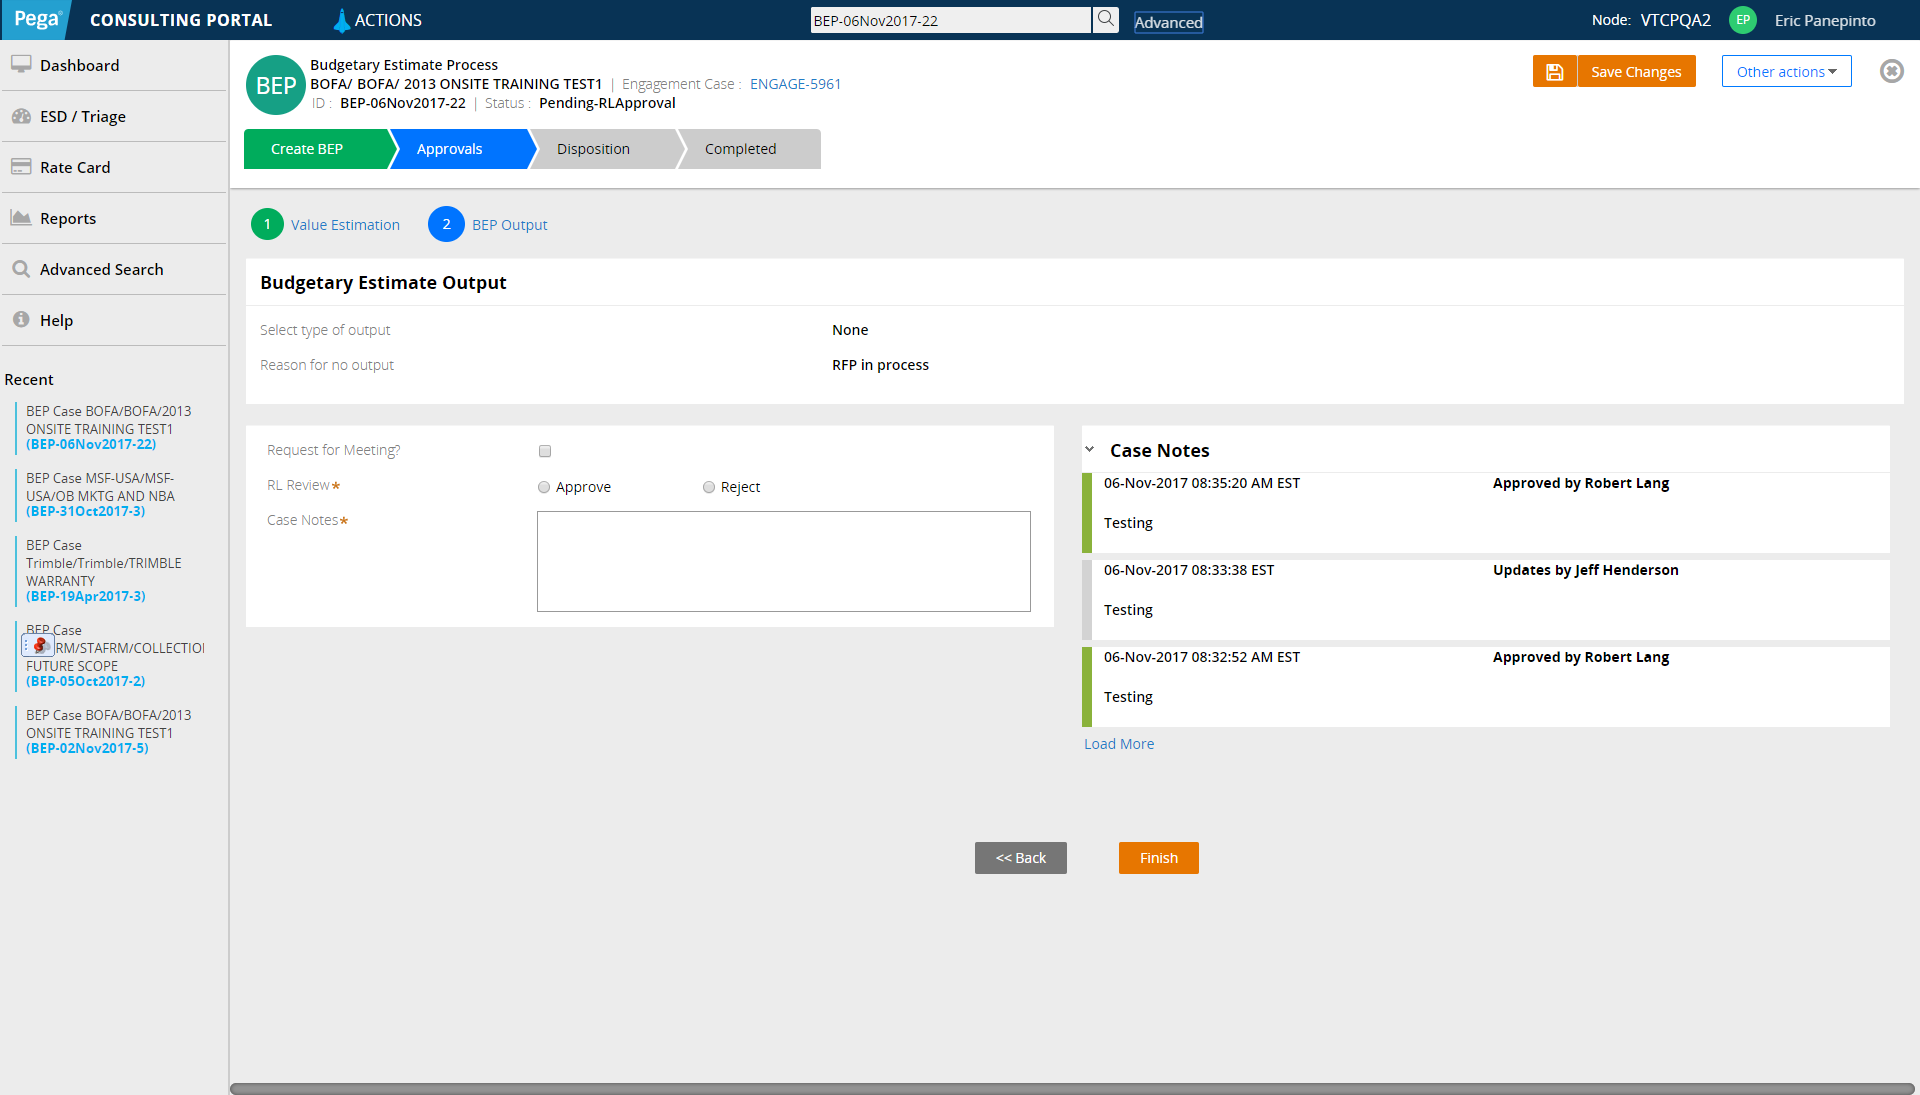 Pega CONSULTING PORTAL ACTIONS BEP-06Nov2017-22 Advanced Node: VTCPQA2 EP Eric Panepinto
Dashboard
ESD / Triage
Rate Card
Reports
Advanced Search
Help
Recent
BEP Case BOFA/BOFA/2013
ONSITE TRAINING TEST1
(BEP-06Nov2017-22)
BEP Case MSF-USA/MSF-
USA/OB MKTG AND NBA
(BEP-31Oct2017-3)
BEP Case
Trimble/Trimble/TRIMBLE
WARRANTY
(BEP-19Apr2017-3)
BEP Case
RM/STAFRM/COLLECTIO
FUTURE SCOPE
(BEP-05Oct2017-2)
BEP Case BOFA/BOFA/2013
ONSITE TRAINING TEST1
(BEP-02Nov2017-5)
BEP
Budgetary Estimate Process
BOFA/ BOFA/ 2013 ONSITE TRAINING TEST1 | Engagement Case : ENGAGE-5961
ID : BEP-06Nov2017-22 | Status : Pending-RLApproval
Save Changes
Other actions
Create BEP Approvals Disposition Completed
1 Value Estimation 2 BEP Output
Budgetary Estimate Output
Select type of output None
Reason for no output RFP in process
Request for Meeting?
RL Review* Approve Reject
Case Notes*
Case Notes
06-Nov-2017 08:35:20 AM EST Approved by Robert Lang
Testing
06-Nov-2017 08:33:38 EST Updates by Jeff Henderson
Testing
06-Nov-2017 08:32:52 AM EST Approved by Robert Lang
Testing
Load More
<< Back Finish